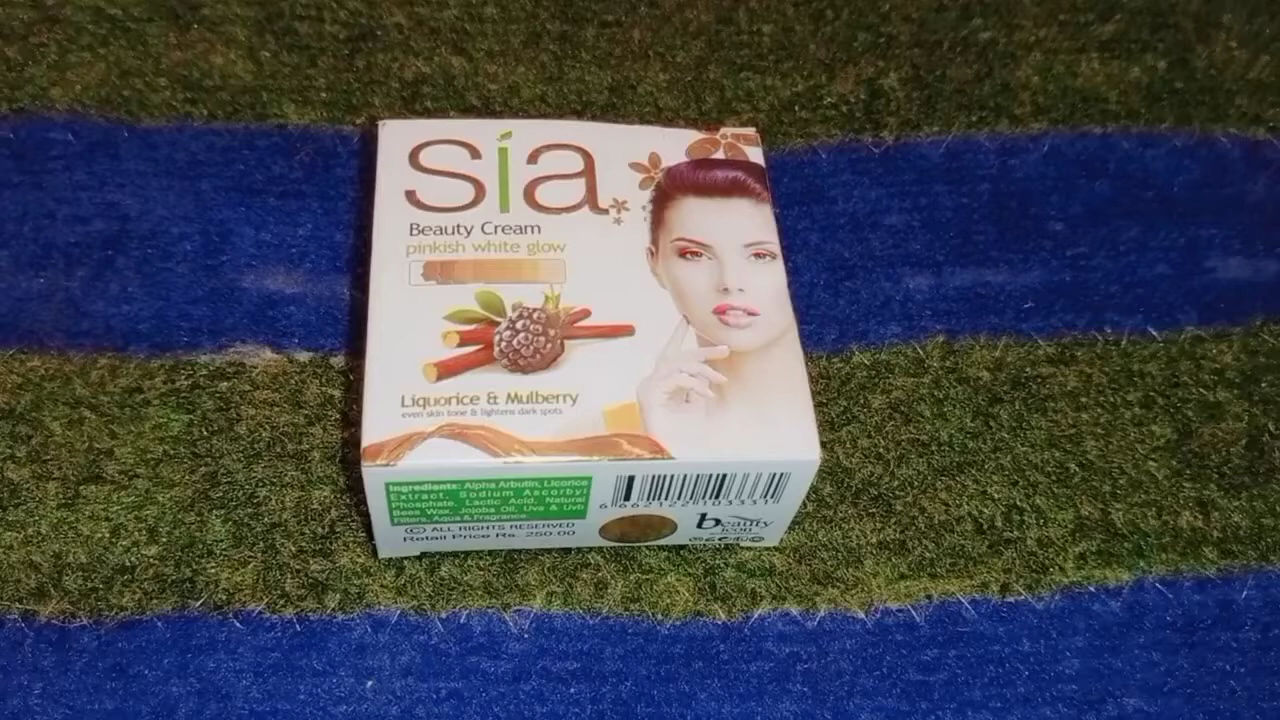 sía
Beauty Cream
pinkish white glow
Liquorice & Mulberry
even skin tone & lightens dark spots
Ingredients: Alpha Arbutin, Licorice
Extract, Sodium Ascorbyl
Phosphate, Lactic Acid, Natural
Bees Wax, Jojoba Oil, Uva & Uvb
Filters, Aqua & Fragrance.
© ALL RIGHTS RESERVED
Retail Price Rs. 250.00
beauty
icon